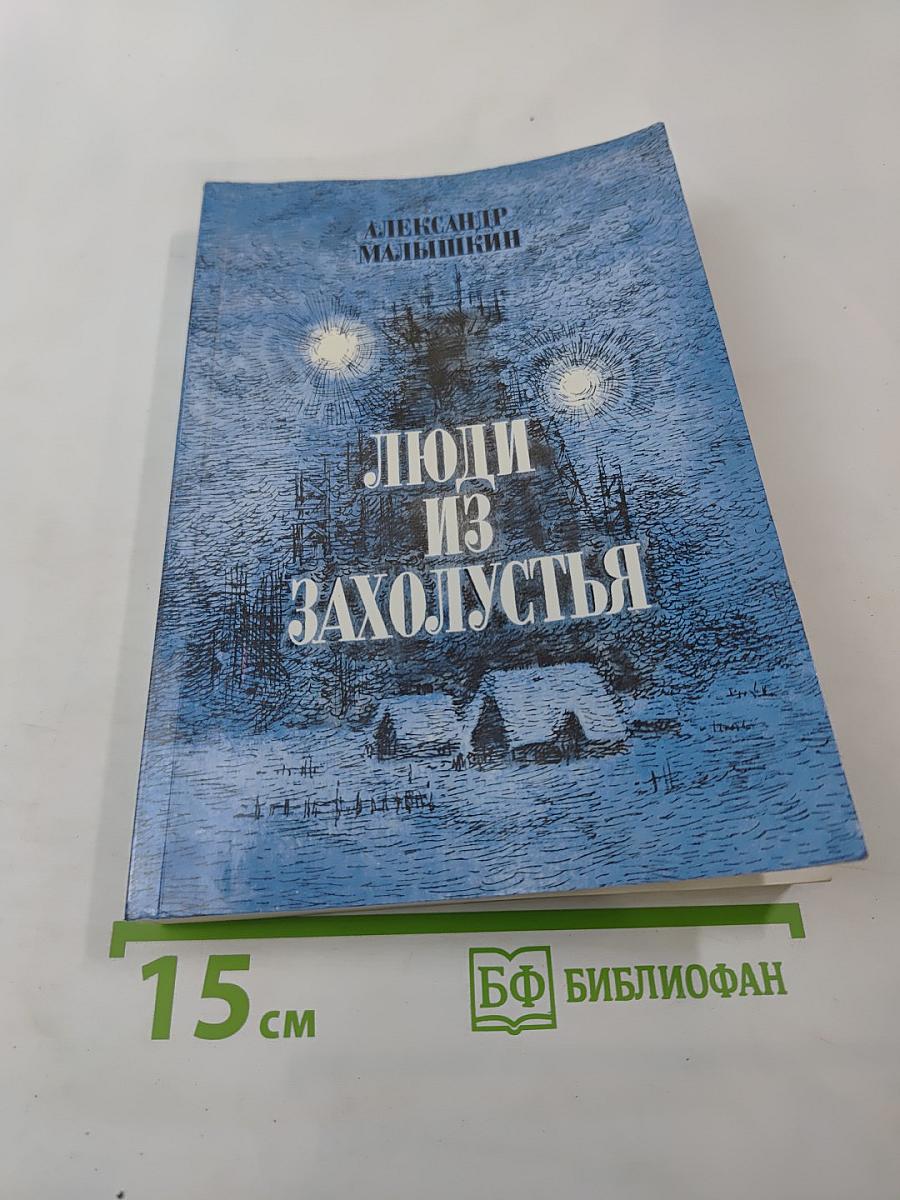 АЛЕКСАНДР
МАЛЫШКИН
ЛЮДИ
ИЗ
ЗАХОЛУСТЬЯ
15 см
БФ БИБЛИОФАН